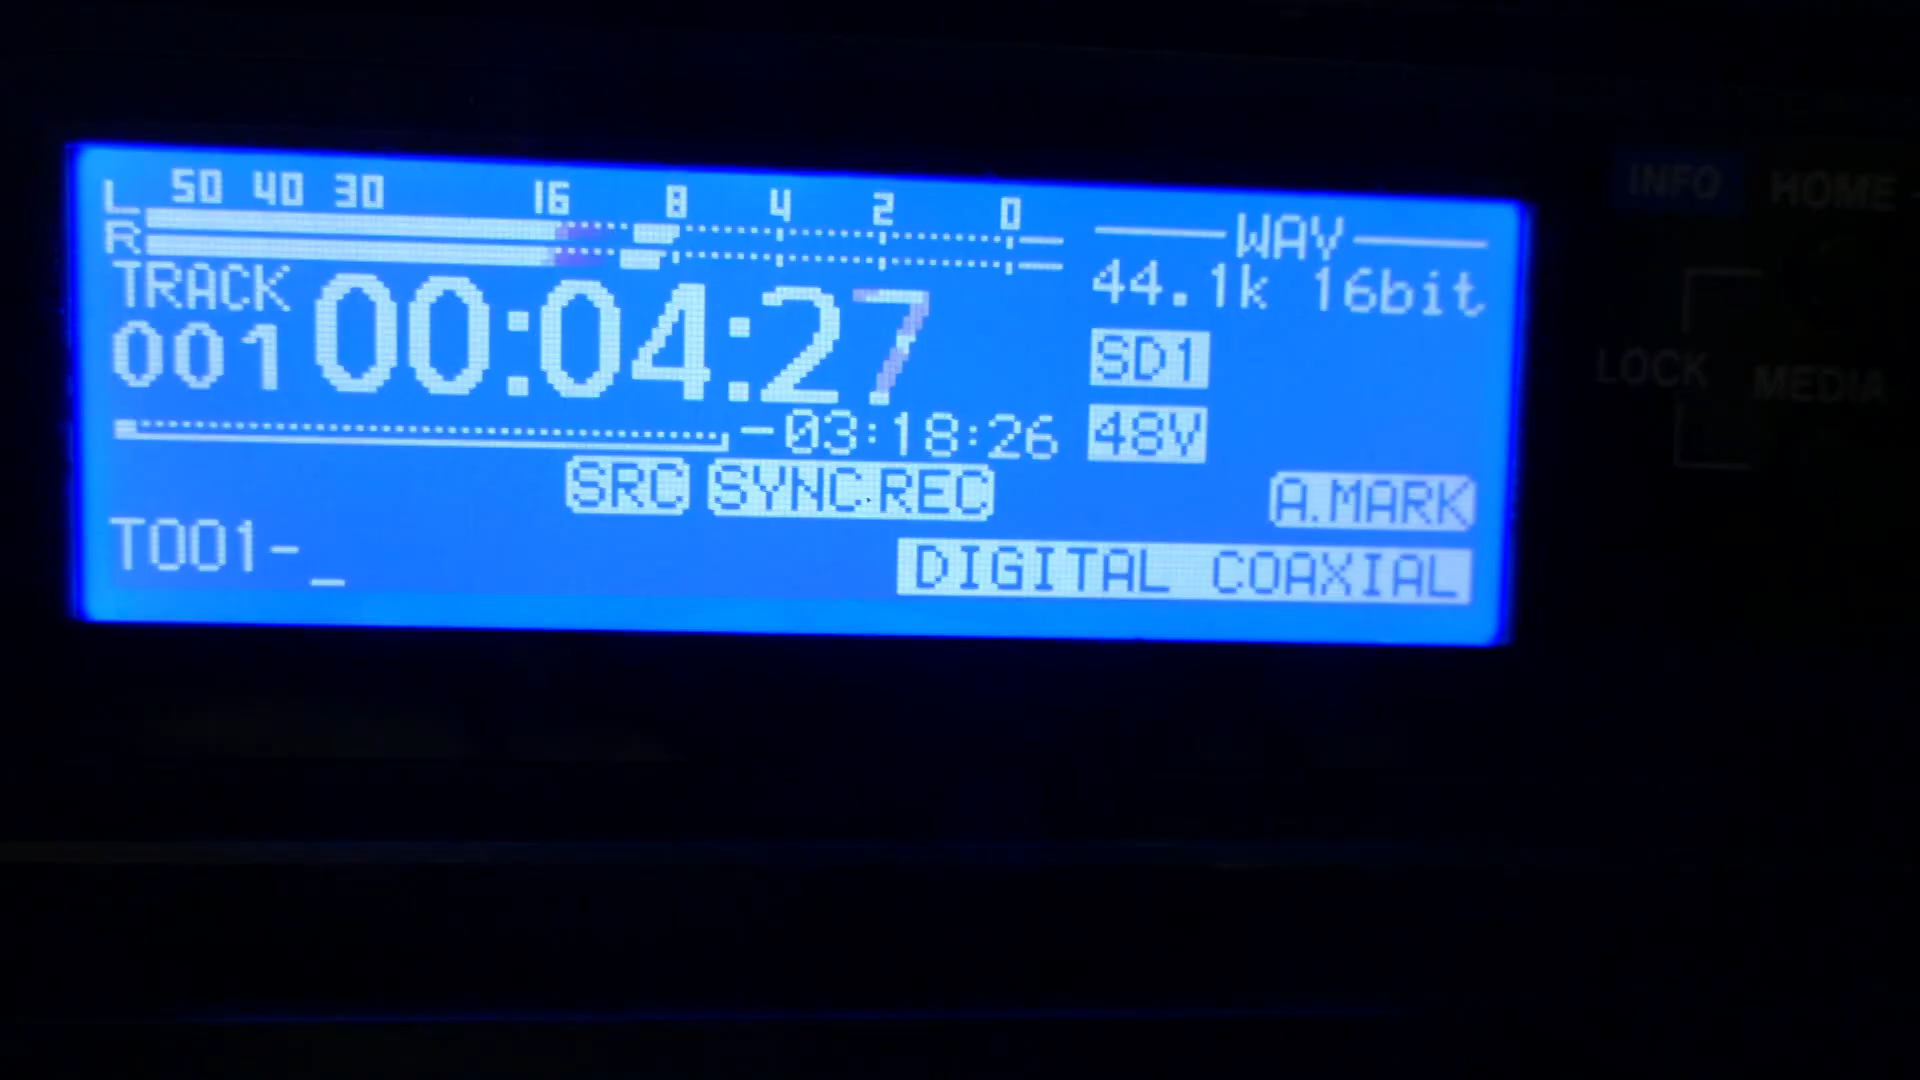 50 40 30 16 8 4 2 0
L
R
WAV
44.1k 16bit
TRACK
001 00:04:27
SD1
-03:18:26
48V
SRC SYNC.REC
A.MARK
T001-_
DIGITAL COAXIAL
INFO HOME
LOCK MEDIA